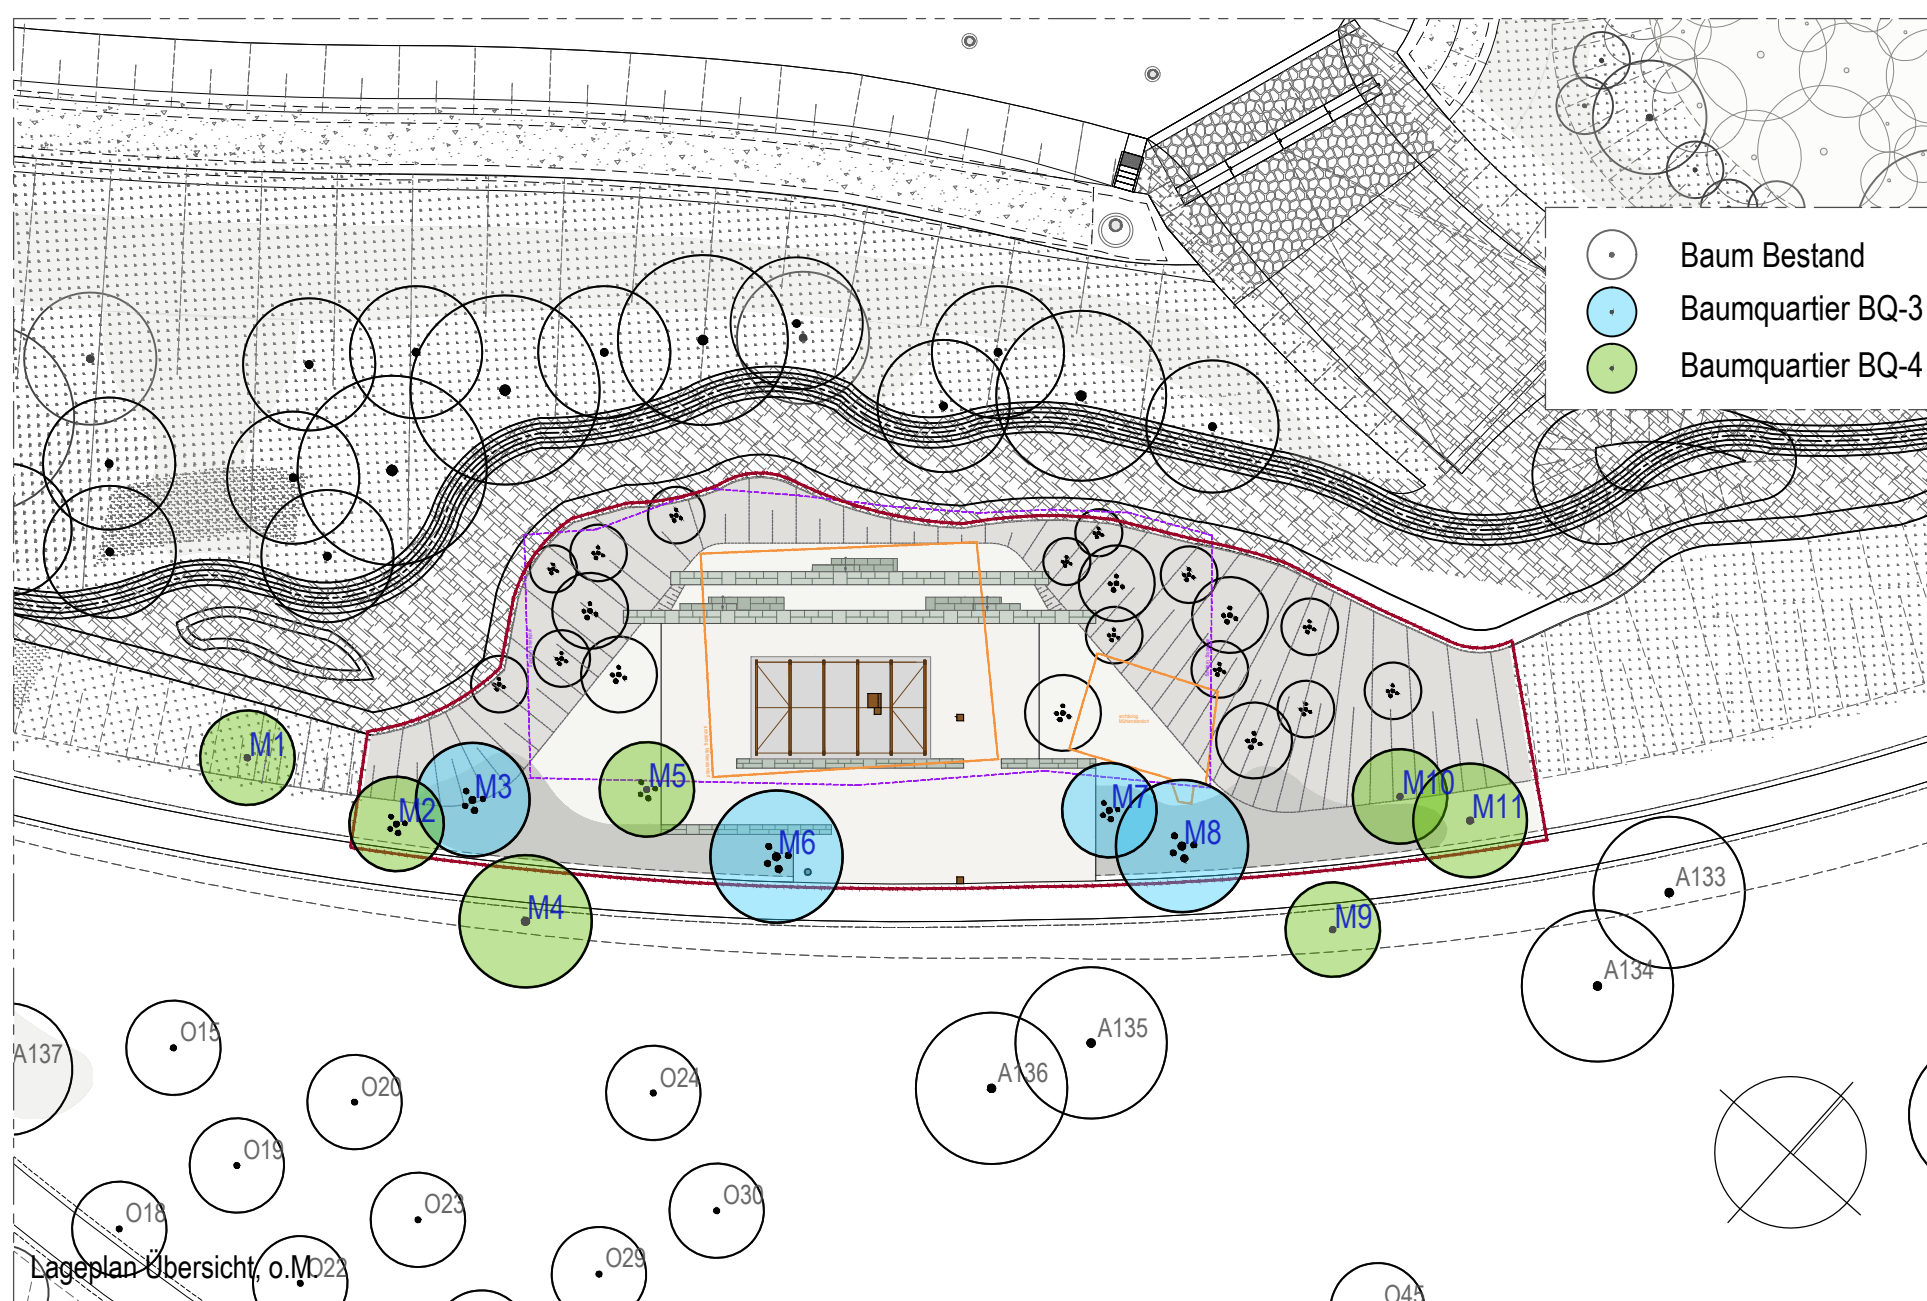 Baum Bestand
Baumquartier BQ-3
Baumquartier BQ-4
M1
M2
M3
M4
M5
M6
M7
M8
M9
M10
M11
A133
A134
A135
A136
A137
O15
O20
O24
O19
O23
O30
O18
O22
O29
O45
Lageplan Übersicht, o.M.